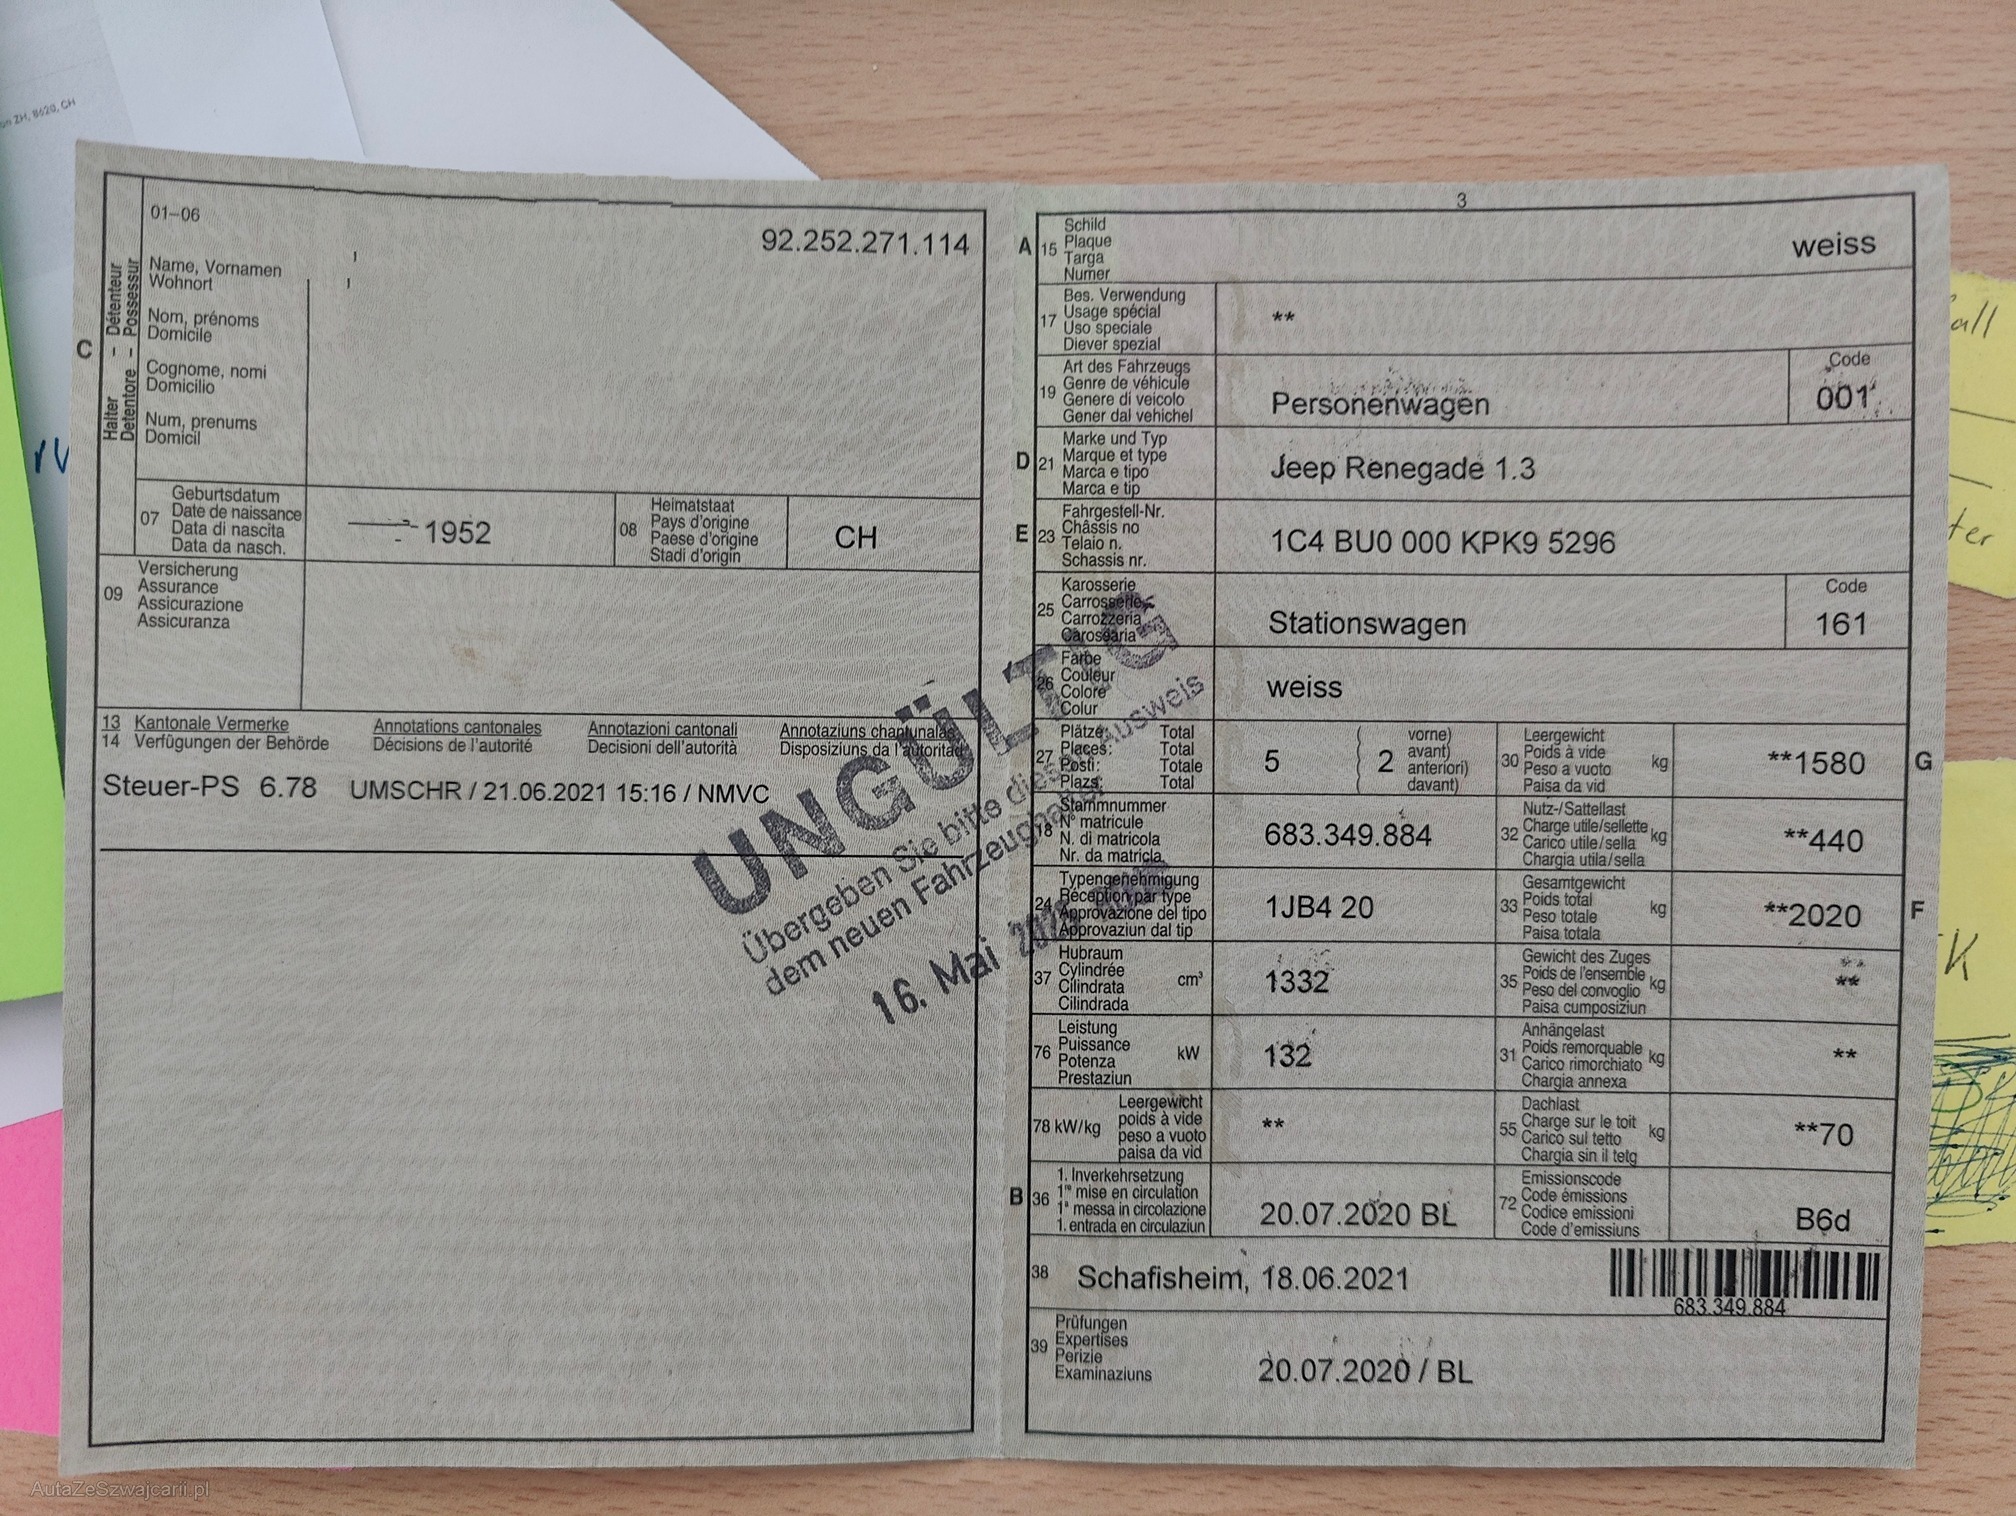 on ZH, 8620, CH
01–06
92.252.271.114
C
Halter – Détenteur
Detentore – Possessur
Name, Vornamen
Wohnort
Nom, prénoms
Domicile
Cognome, nomi
Domicilio
Num, prenums
Domicil
07
Geburtsdatum
Date de naissance
Data di nascita
Data da nasch.
1952
08
Heimatstaat
Pays d'origine
Paese d'origine
Stadi d'origin
CH
09
Versicherung
Assurance
Assicurazione
Assicuranza
13 Kantonale Vermerke Annotations cantonales Annotazioni cantonali Annotaziuns chantunalas
14 Verfügungen der Behörde Décisions de l'autorité Decisioni dell'autorità Disposiziuns da l'autoritad
Steuer-PS 6.78 UMSCHR / 21.06.2021 15:16 / NMVC
UNGÜLTIG
Übergeben Sie bitte diesen Ausweis
dem neuen Fahrzeughalter
16. Mai
3
A 15
Schild
Plaque
Targa
Numer
weiss
17
Bes. Verwendung
Usage spécial
Uso speciale
Diever spezial
**
19
Art des Fahrzeugs
Genre de véhicule
Genere di veicolo
Gener dal vehichel
Personenwagen
Code
001
D 21
Marke und Typ
Marque et type
Marca e tipo
Marca e tip
Jeep Renegade 1.3
E 23
Fahrgestell-Nr.
Châssis no
Telaio n.
Schassis nr.
1C4 BU0 000 KPK9 5296
25
Karosserie
Carrosserie
Carrozzeria
Carossaria
Stationswagen
Code
161
26
Farbe
Couleur
Colore
Colur
weiss
27
Plätze: Total
Places: Total
Posti: Totale
Plazs: Total
5
2
vorne)
avant)
anteriori)
davant)
30
Leergewicht
Poids à vide
Peso a vuoto
Paisa da vid
kg
**1580
G
18
Stammnummer
N° matricule
N. di matricola
Nr. da matricla
683.349.884
32
Nutz-/Sattellast
Charge utile/sellette
Carico utile/sella
Chargia utila/sella
kg
**440
24
Typengenehmigung
Réception par type
Approvazione del tipo
Approvaziun dal tip
1JB4 20
33
Gesamtgewicht
Poids total
Peso totale
Paisa totala
kg
**2020
F
37
Hubraum
Cylindrée
Cilindrata
Cilindrada
cm³
1332
35
Gewicht des Zuges
Poids de l'ensemble
Peso del convoglio
Paisa cumposiziun
kg
**
76
Leistung
Puissance
Potenza
Prestaziun
kW
132
31
Anhängelast
Poids remorquable
Carico rimorchiato
Chargia annexa
kg
**
78 kW/kg
Leergewicht
poids à vide
peso a vuoto
paisa da vid
**
55
Dachlast
Charge sur le toit
Carico sul tetto
Chargia sin il tetg
kg
**70
B 36
1. Inverkehrsetzung
1re mise en circulation
1a messa in circolazione
1. entrada en circulaziun
20.07.2020 BL
72
Emissionscode
Code émissions
Codice emissioni
Code d'emissiuns
B6d
38
Schafisheim, 18.06.2021
683.349.884
39
Prüfungen
Expertises
Perizie
Examinaziuns
20.07.2020 / BL
all
ter
K
AutaZeSzwajcarii.pl